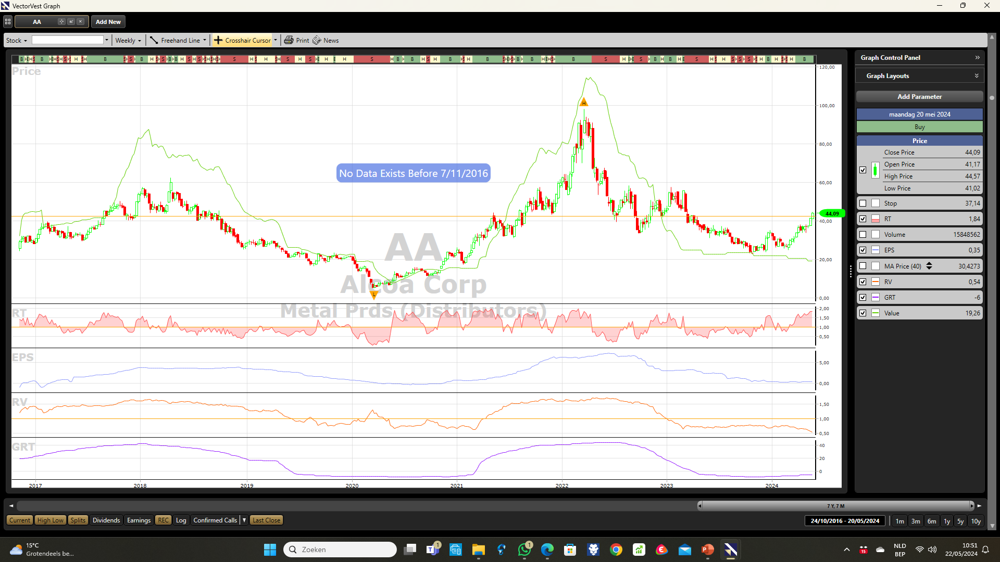 VectorVest Graph
AA
Add New
Stock
Weekly
Freehand Line
Crosshair Cursor
Print
News
Price
120,00
100,00
80,00
60,00
40,00
20,00
0,00
H
No Data Exists Before 7/11/2016
44,09
AA
Alcoa Corp
Metal Prds (Distributors)
L
RT
2,00
1,50
1,00
0,50
EPS
5,00
0,00
RV
1,50
1,00
0,50
GRT
40
20
0
2017 2018 2019 2020 2021 2022 2023 2024
7 Y, 7 M
Current High Low Splits Dividends Earnings REC Log Confirmed Calls Last Close
24/10/2016 - 20/05/2024
1m 3m 6m 1y 5y 10y
Graph Control Panel
Graph Layouts
Add Parameter
maandag 20 mei 2024
Buy
Price
Close Price 44,09
Open Price 41,17
High Price 44,57
Low Price 41,02
Stop 37,14
RT 1,84
Volume 15848562
EPS 0,35
MA Price (40) 30,4273
RV 0,54
GRT -6
Value 19,26
15°C
Grotendeels be...
Zoeken
1
1
15
NLD
BEP
10:51
22/05/2024